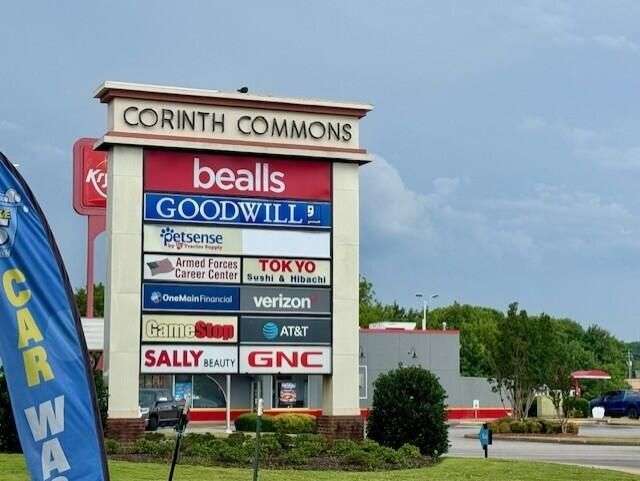 CORINTH COMMONS
Kry
bealls
GOODWILL
petsense
by Tractor Supply
Armed Forces
Career Center
TOKYO
Sushi & Hibachi
OneMain Financial
verizon
GameStop
AT&T
SALLY BEAUTY
GNC
CAR
WA